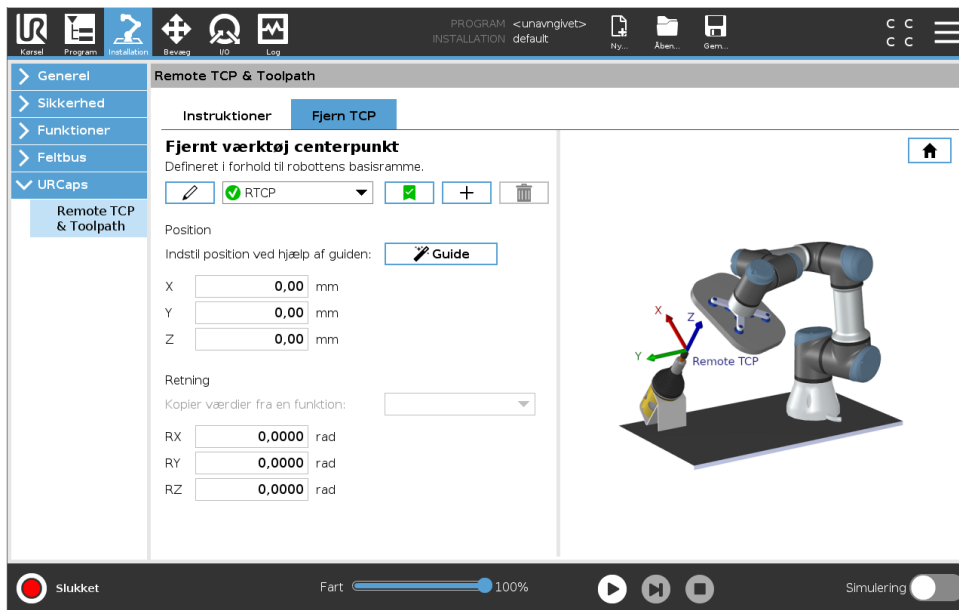 UR
PROGRAM <unavngivet>
INSTALLATION default
Kørsel Program Installation Bevæg I/O Log
Ny... Åben... Gem...
C C
C C
Generel
Sikkerhed
Funktioner
Feltbus
URCaps
Remote TCP
& Toolpath
Remote TCP & Toolpath
Instruktioner Fjern TCP
Fjernt værktøj centerpunkt
Defineret i forhold til robottens basisramme.
RTCP
Position
Indstil position ved hjælp af guiden: Guide
X 0,00 mm
Y 0,00 mm
Z 0,00 mm
Retning
Kopier værdier fra en funktion:
RX 0,0000 rad
RY 0,0000 rad
RZ 0,0000 rad
X Z
Y
Remote TCP
Slukket Fart 100% Simulering